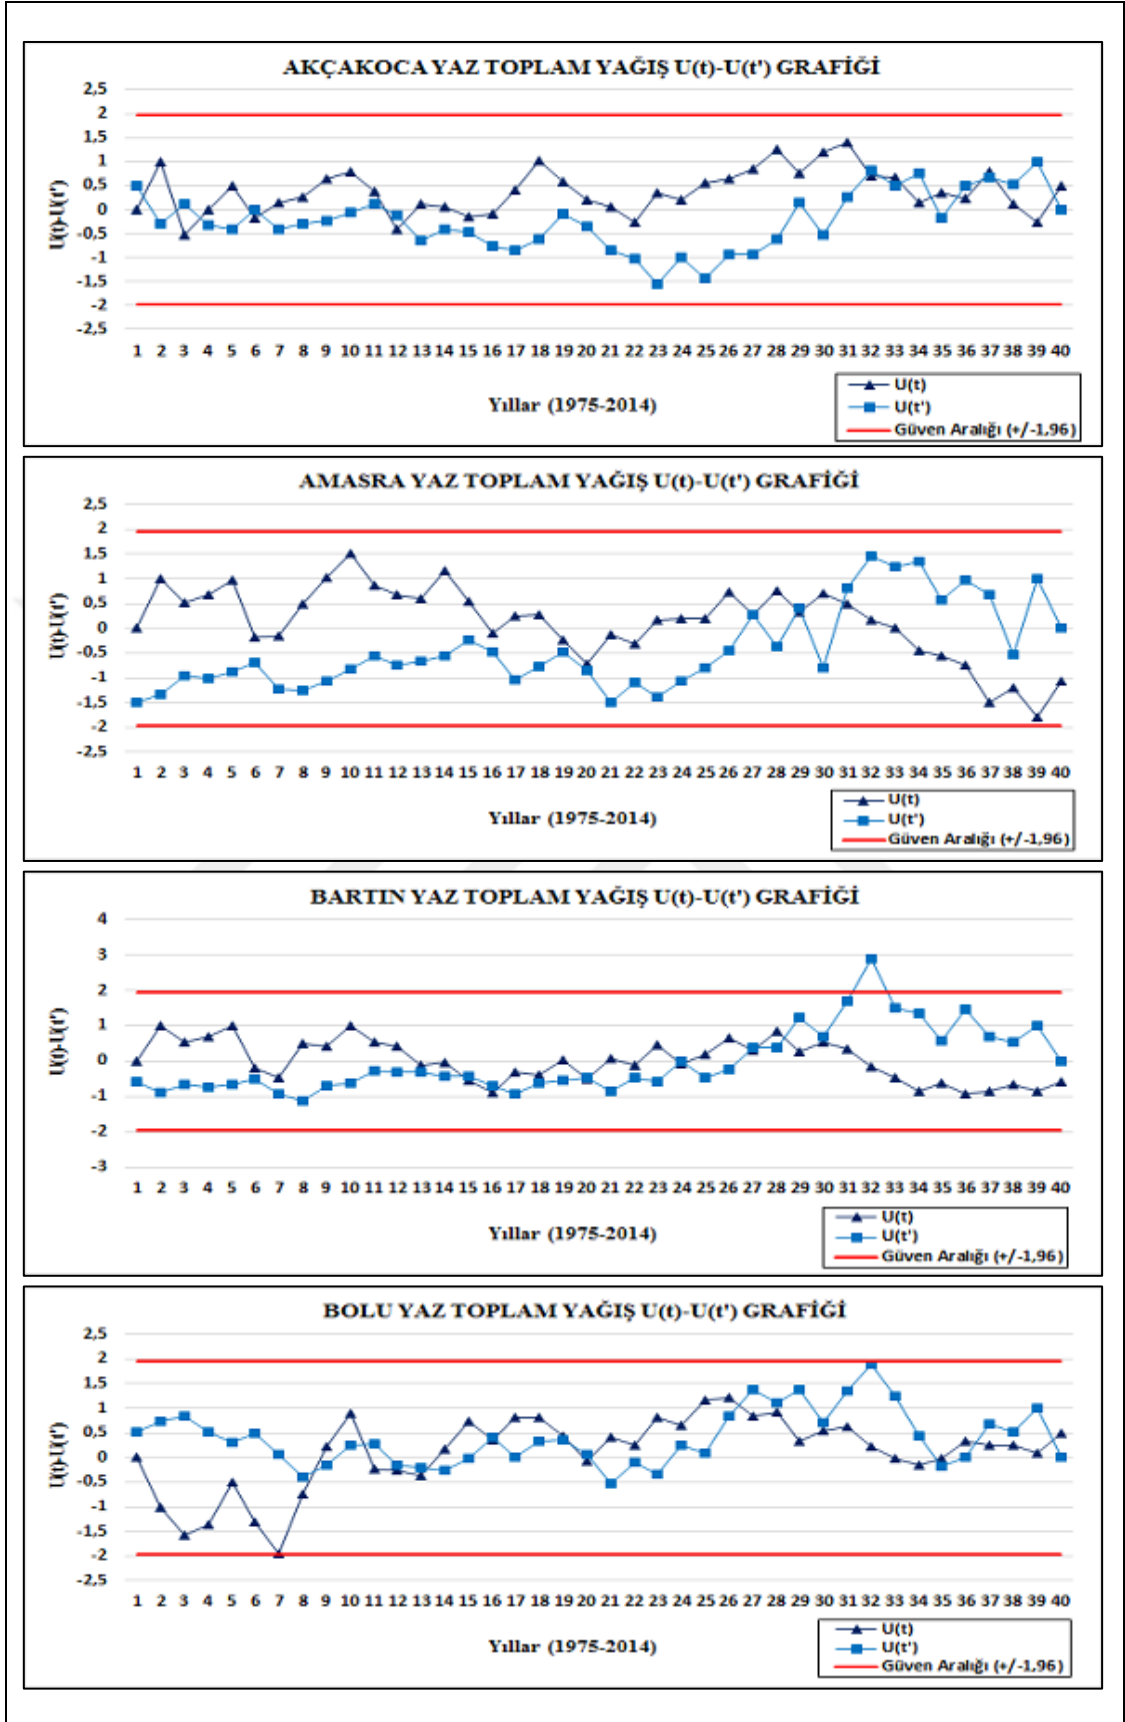 AKÇAKOCA YAZ TOPLAM YAĞIŞ U(t)-U(t') GRAFİĞİ
2,5
2
1,5
1
0,5
0
-0,5
-1
-1,5
-2
-2,5
U(t)-U(t')
1 2 3 4 5 6 7 8 9 10 11 12 13 14 15 16 17 18 19 20 21 22 23 24 25 26 27 28 29 30 31 32 33 34 35 36 37 38 39 40
Yıllar (1975-2014)
U(t)
U(t')
Güven Aralığı (+/-1,96)
AMASRA YAZ TOPLAM YAĞIŞ U(t)-U(t') GRAFİĞİ
2,5
2
1,5
1
0,5
0
-0,5
-1
-1,5
-2
-2,5
U(t)-U(t')
1 2 3 4 5 6 7 8 9 10 11 12 13 14 15 16 17 18 19 20 21 22 23 24 25 26 27 28 29 30 31 32 33 34 35 36 37 38 39 40
Yıllar (1975-2014)
U(t)
U(t')
Güven Aralığı (+/-1,96)
BARTIN YAZ TOPLAM YAĞIŞ U(t)-U(t') GRAFİĞİ
4
3
2
1
0
-1
-2
-3
U(t)-U(t')
1 2 3 4 5 6 7 8 9 10 11 12 13 14 15 16 17 18 19 20 21 22 23 24 25 26 27 28 29 30 31 32 33 34 35 36 37 38 39 40
Yıllar (1975-2014)
U(t)
U(t')
Güven Aralığı (+/-1,96)
BOLU YAZ TOPLAM YAĞIŞ U(t)-U(t') GRAFİĞİ
2,5
2
1,5
1
0,5
0
-0,5
-1
-1,5
-2
-2,5
U(t)-U(t')
1 2 3 4 5 6 7 8 9 10 11 12 13 14 15 16 17 18 19 20 21 22 23 24 25 26 27 28 29 30 31 32 33 34 35 36 37 38 39 40
Yıllar (1975-2014)
U(t)
U(t')
Güven Aralığı (+/-1,96)